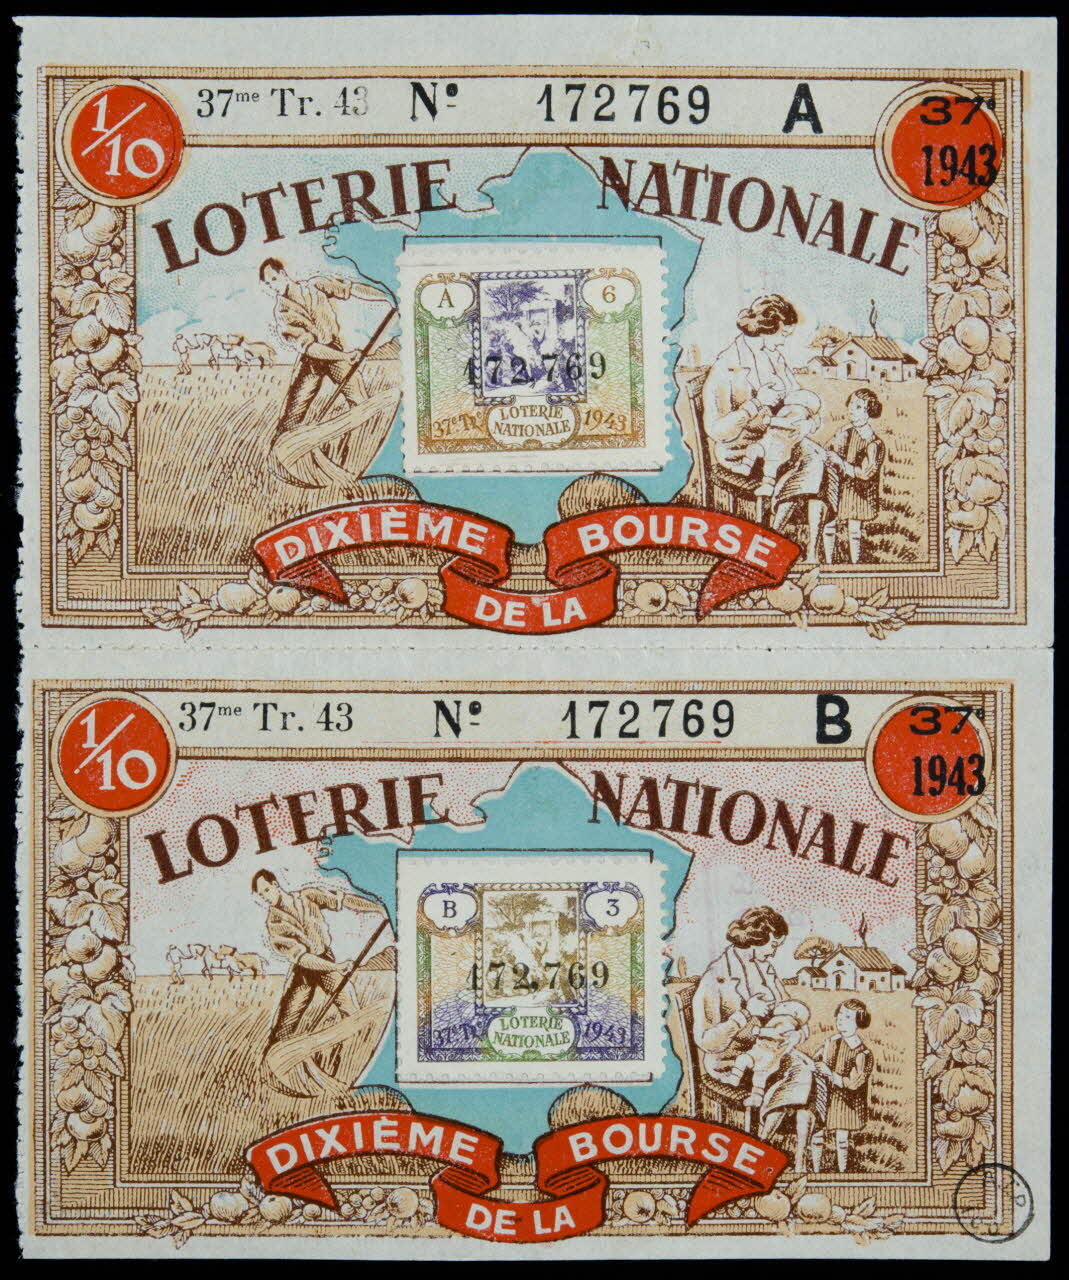 1/10 37me Tr. 43 Nº 172769 A 37e
1943
LOTERIE NATIONALE
A 6
172,769
37e Tr. LOTERIE NATIONALE 1943
DIXIÈME DE LA BOURSE
1/10 37me Tr. 43 Nº 172769 B 37e
1943
LOTERIE NATIONALE
B 3
172,769
37e Tr. LOTERIE NATIONALE 1943
DIXIÈME DE LA BOURSE